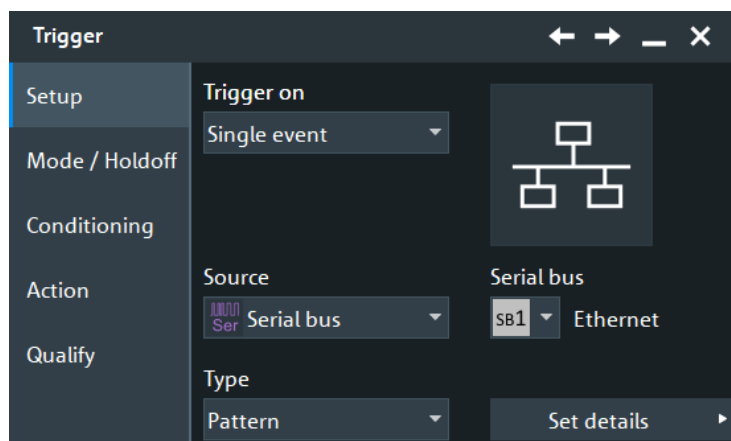 Trigger
Setup
Mode / Holdoff
Conditioning
Action
Qualify
Trigger on
Single event
Source
Ser Serial bus
Serial bus
SB1 Ethernet
Type
Pattern
Set details